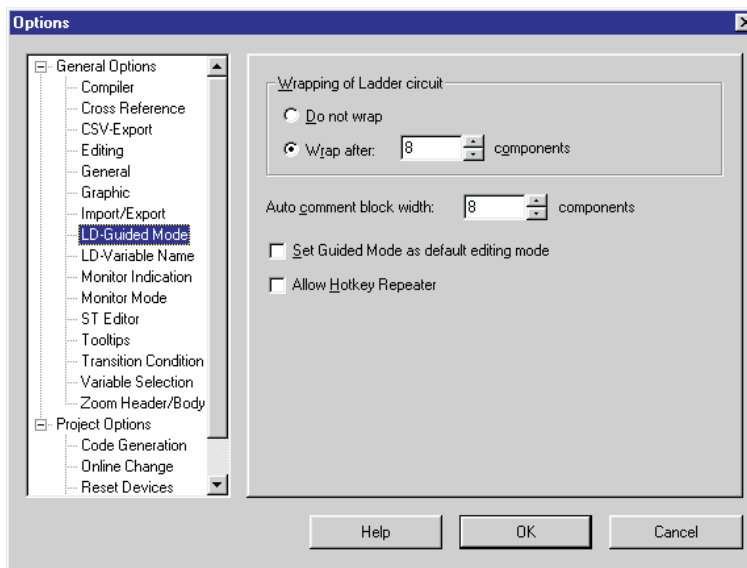 Options
General Options
Compiler
Cross Reference
CSV-Export
Editing
General
Graphic
Import/Export
LD-Guided Mode
LD-Variable Name
Monitor Indication
Monitor Mode
ST Editor
Tooltips
Transition Condition
Variable Selection
Zoom Header/Body
Project Options
Code Generation
Online Change
Reset Devices
Wrapping of Ladder circuit
Do not wrap
Wrap after: 8 components
Auto comment block width: 8 components
Set Guided Mode as default editing mode
Allow Hotkey Repeater
Help OK Cancel